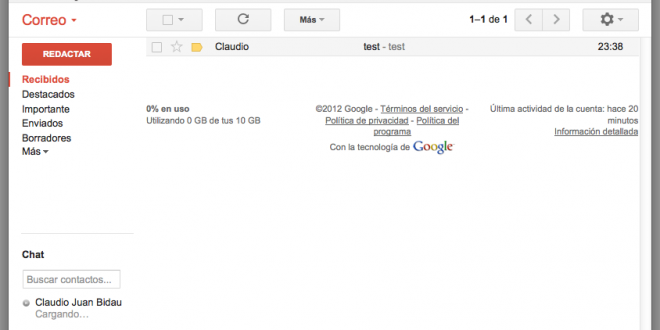 Correo
Más
1–1 de 1
REDACTAR
Claudio test - test 23:38
Recibidos
Destacados
Importante
Enviados
Borradores
Más
0% en uso
Utilizando 0 GB de tus 10 GB
©2012 Google - Términos del servicio -
Política de privacidad - Política del
programa
Con la tecnología de Google
Última actividad de la cuenta: hace 20
minutos
Información detallada
Chat
Buscar contactos...
Claudio Juan Bidau
Cargando…